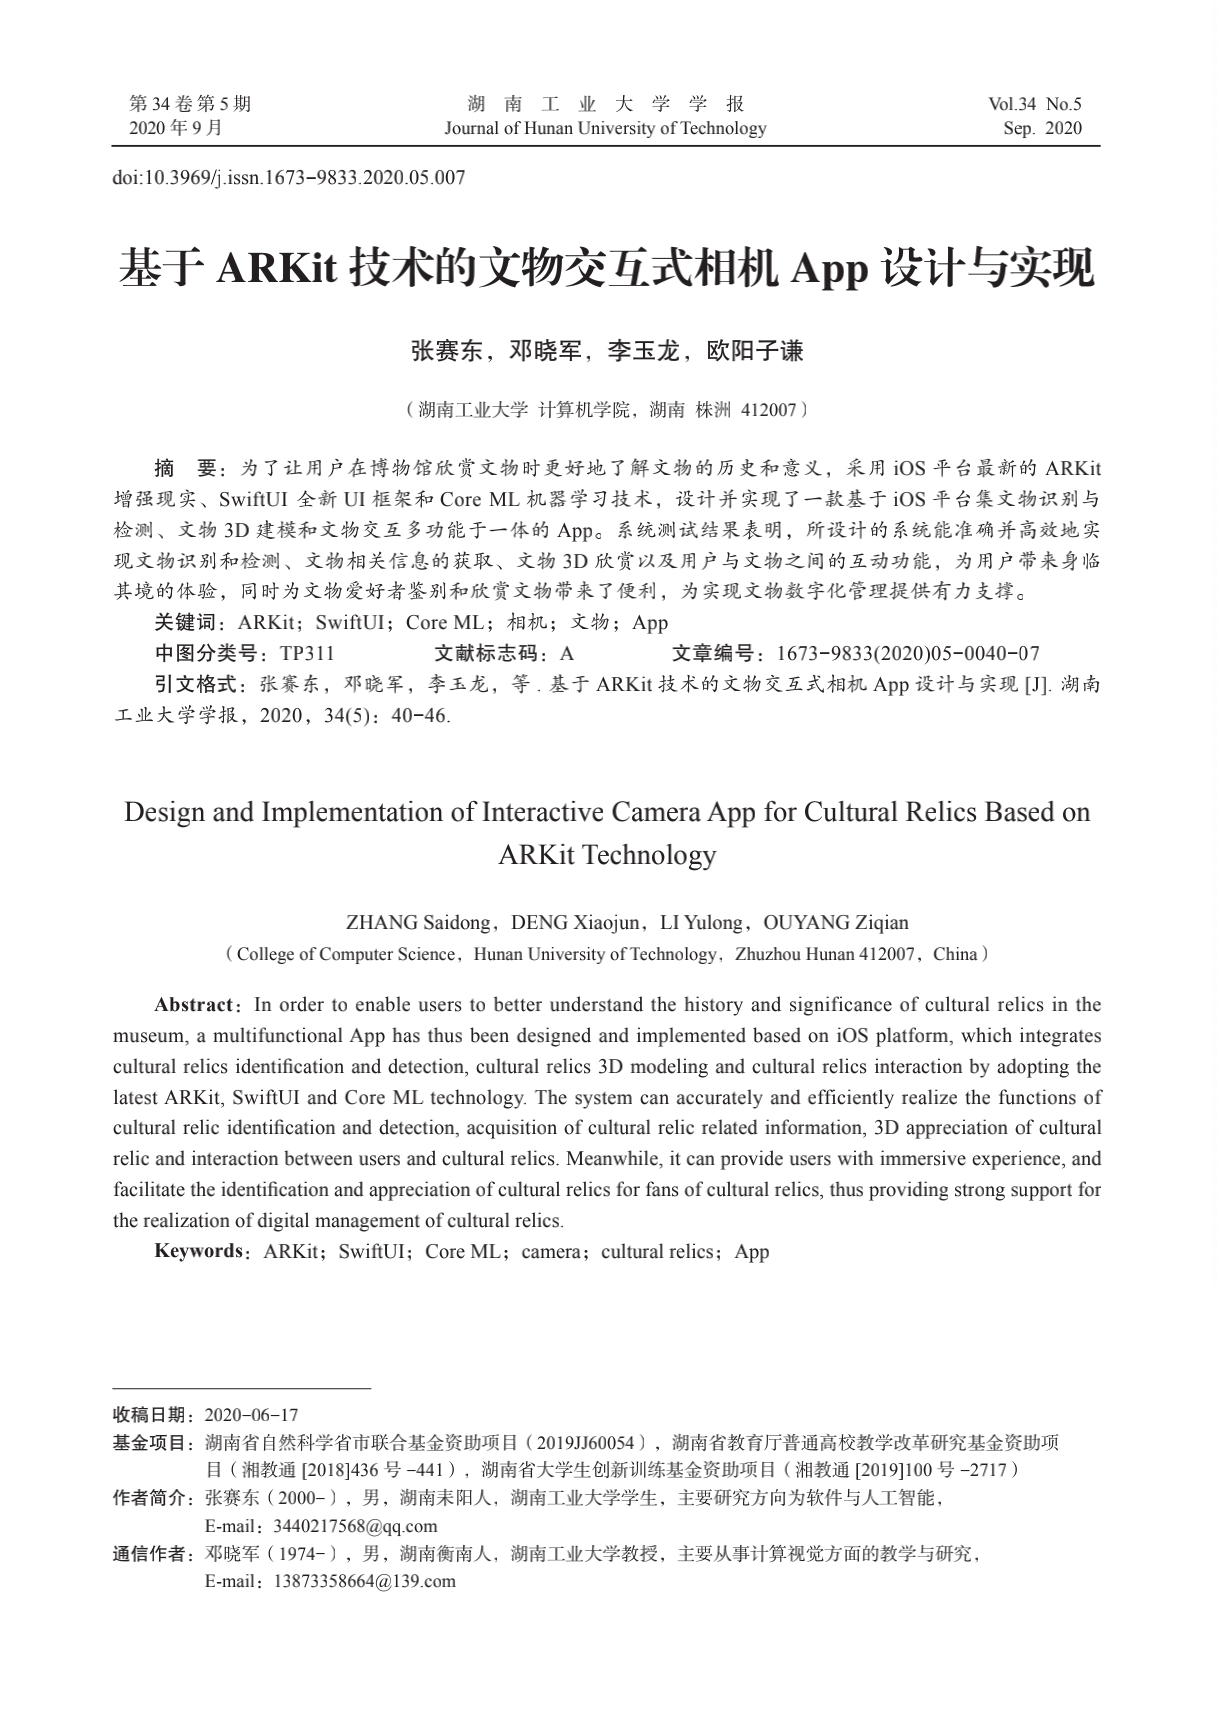 第 34 卷 第 5 期 湖 南 工 业 大 学 学 报 Vol.34 No.5
2020 年 9 月 Journal of Hunan University of Technology Sep. 2020
doi:10.3969/j.issn.1673-9833.2020.05.007
基于 ARKit 技术的文物交互式相机 App 设计与实现
张赛东，邓晓军，李玉龙，欧阳子谦
（湖南工业大学 计算机学院，湖南 株洲 412007）
摘 要：为了让用户在博物馆欣赏文物时更好地了解文物的历史和意义，采用 iOS 平台最新的 ARKit
增强现实、SwiftUI 全新 UI 框架和 Core ML 机器学习技术，设计并实现了一款基于 iOS 平台集文物识别与
检测、文物 3D 建模和文物交互多功能于一体的 App。系统测试结果表明，所设计的系统能准确并高效地实
现文物识别和检测、文物相关信息的获取、文物 3D 欣赏以及用户与文物之间的互动功能，为用户带来身临
其境的体验，同时为文物爱好者鉴别和欣赏文物带来了便利，为实现文物数字化管理提供有力支撑。
关键词：ARKit；SwiftUI；Core ML；相机；文物；App
中图分类号：TP311 文献标志码：A 文章编号：1673-9833(2020)05-0040-07
引文格式：张赛东，邓晓军，李玉龙，等 . 基于 ARKit 技术的文物交互式相机 App 设计与实现 [J]. 湖南
工业大学学报，2020，34(5)：40-46.
Design and Implementation of Interactive Camera App for Cultural Relics Based on
ARKit Technology
ZHANG Saidong，DENG Xiaojun，LI Yulong，OUYANG Ziqian
（College of Computer Science，Hunan University of Technology，Zhuzhou Hunan 412007，China）
Abstract：In order to enable users to better understand the history and significance of cultural relics in the
museum, a multifunctional App has thus been designed and implemented based on iOS platform, which integrates
cultural relics identification and detection, cultural relics 3D modeling and cultural relics interaction by adopting the
latest ARKit, SwiftUI and Core ML technology. The system can accurately and efficiently realize the functions of
cultural relic identification and detection, acquisition of cultural relic related information, 3D appreciation of cultural
relic and interaction between users and cultural relics. Meanwhile, it can provide users with immersive experience, and
facilitate the identification and appreciation of cultural relics for fans of cultural relics, thus providing strong support for
the realization of digital management of cultural relics.
Keywords：ARKit；SwiftUI；Core ML；camera；cultural relics；App
收稿日期：2020-06-17
基金项目：湖南省自然科学省市联合基金资助项目（2019JJ60054），湖南省教育厅普通高校教学改革研究基金资助项
目（湘教通 [2018]436 号 -441），湖南省大学生创新训练基金资助项目（湘教通 [2019]100 号 -2717）
作者简介：张赛东（2000-），男，湖南耒阳人，湖南工业大学学生，主要研究方向为软件与人工智能，
E-mail：3440217568@qq.com
通信作者：邓晓军（1974-），男，湖南衡南人，湖南工业大学教授，主要从事计算视觉方面的教学与研究，
E-mail：13873358664@139.com